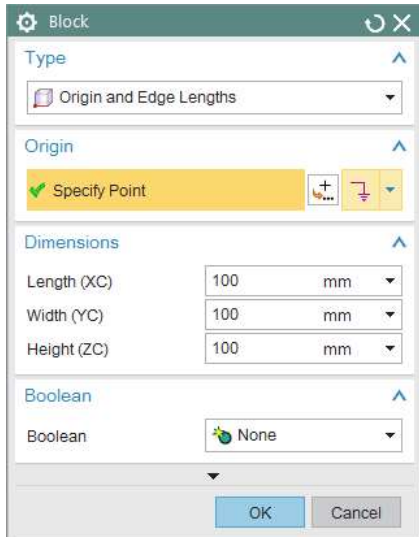 Block
Type
Origin and Edge Lengths
Origin
Specify Point
Dimensions
Length (XC) 100 mm
Width (YC) 100 mm
Height (ZC) 100 mm
Boolean
Boolean None
OK Cancel